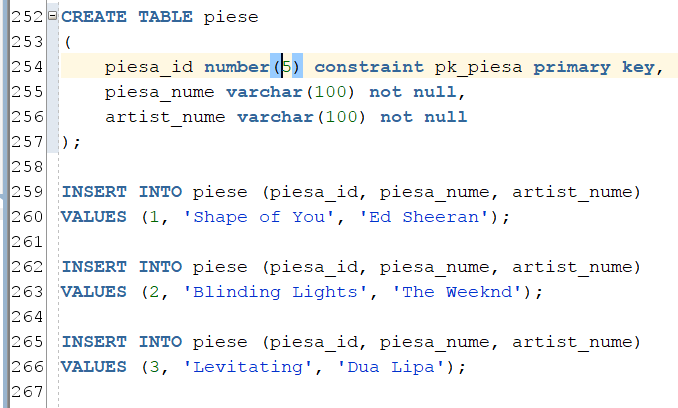 252 CREATE TABLE piese
253 (
254     piesa_id number(5) constraint pk_piesa primary key,
255     piesa_nume varchar(100) not null,
256     artist_nume varchar(100) not null
257 );
258
259 INSERT INTO piese (piesa_id, piesa_nume, artist_nume)
260 VALUES (1, 'Shape of You', 'Ed Sheeran');
261
262 INSERT INTO piese (piesa_id, piesa_nume, artist_nume)
263 VALUES (2, 'Blinding Lights', 'The Weeknd');
264
265 INSERT INTO piese (piesa_id, piesa_nume, artist_nume)
266 VALUES (3, 'Levitating', 'Dua Lipa');
267